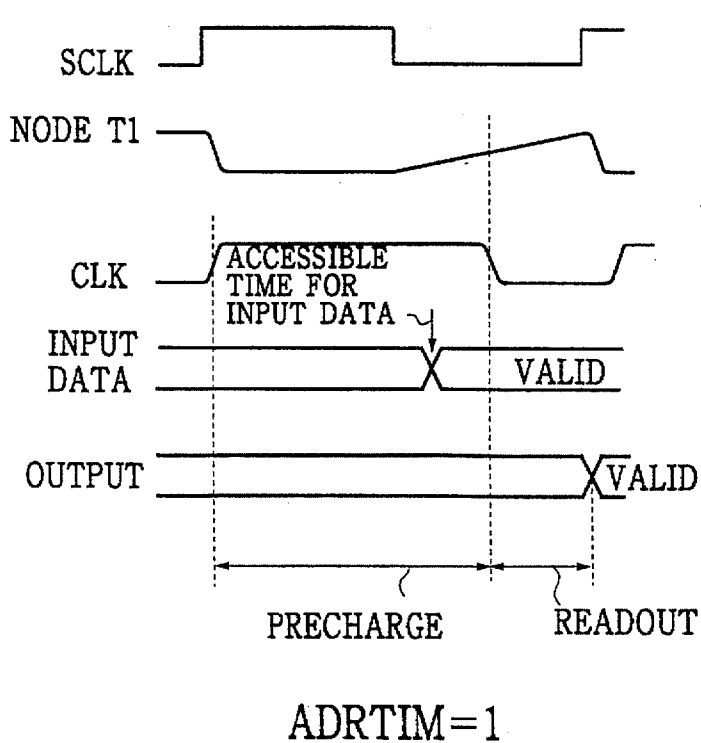 SCLK
NODE T1
CLK
ACCESSIBLE
TIME FOR
INPUT DATA
INPUT
DATA
VALID
OUTPUT
VALID
PRECHARGE
READOUT
ADRTIM=1